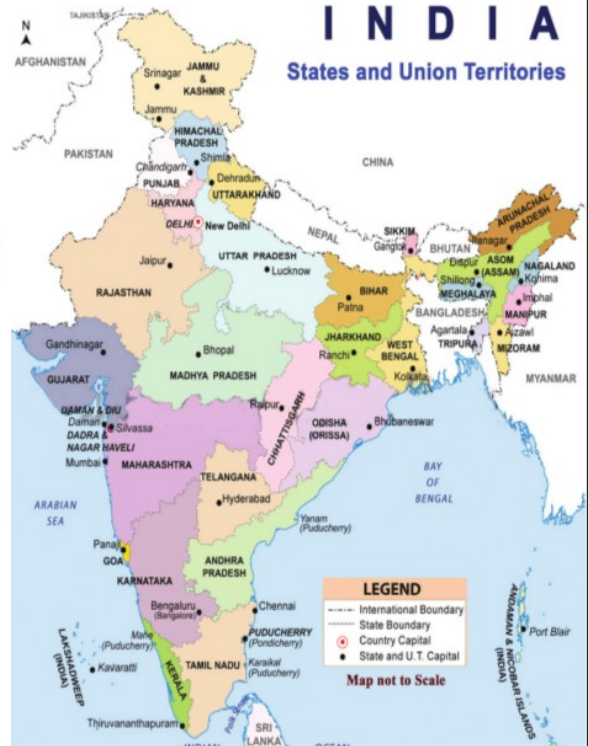 INDIA
States and Union Territories
N
TAJIKISTAN
AFGHANISTAN
PAKISTAN
CHINA
NEPAL
BHUTAN
BANGLADESH
MYANMAR
Srinagar
JAMMU
&
KASHMIR
Jammu
HIMACHAL
PRADESH
Shimla
Chandigarh
PUNJAB
Dehradun
UTTARAKHAND
HARYANA
DELHI
New Delhi
Jaipur
RAJASTHAN
UTTAR PRADESH
Lucknow
BIHAR
Patna
SIKKIM
Gangtok
ARUNACHAL
PRADESH
Itanagar
Dispur
ASOM
(ASSAM)
NAGALAND
Kohima
Shillong
MEGHALAYA
Imphal
MANIPUR
Agartala
TRIPURA
Aizawl
MIZORAM
Gandhinagar
GUJARAT
Bhopal
MADHYA PRADESH
JHARKHAND
Ranchi
WEST
BENGAL
Kolkata
Raipur
CHHATTISGARH
ODISHA
(ORISSA)
Bhubaneswar
DAMAN & DIU
Daman
Silvassa
DADRA &
NAGAR HAVELI
Mumbai
MAHARASHTRA
TELANGANA
Hyderabad
ARABIAN
SEA
BAY
OF
BENGAL
Yanam
(Puducherry)
Panaji
GOA
KARNATAKA
ANDHRA
PRADESH
Bengaluru
(Bangalore)
Chennai
Mahe
(Puducherry)
PUDUCHERRY
(Pondicherry)
Karaikal
(Puducherry)
TAMIL NADU
KERALA
LAKSHADWEEP
(INDIA)
Kavaratti
Thiruvananthapuram
Palk Strait
SRI
LANKA
INDIAN
OCEAN
ANDAMAN & NICOBAR ISLANDS
(INDIA)
Port Blair
LEGEND
International Boundary
State Boundary
Country Capital
State and U.T. Capital
Map not to Scale